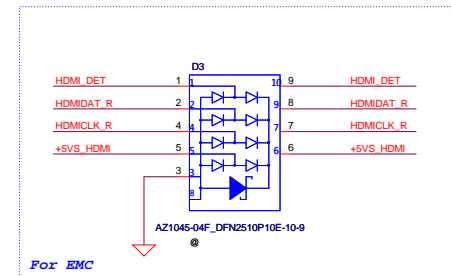 D3
HDMI_DET 1 1 10 9 HDMI_DET
HDMIDAT_R 2 2 9 8 HDMIDAT_R
HDMICLK_R 4 4 7 7 HDMICLK_R
+5VS_HDMI 5 5 6 6 +5VS_HDMI
3 3
8
AZ1045-04F_DFN2510P10E-10-9
@
For EMC